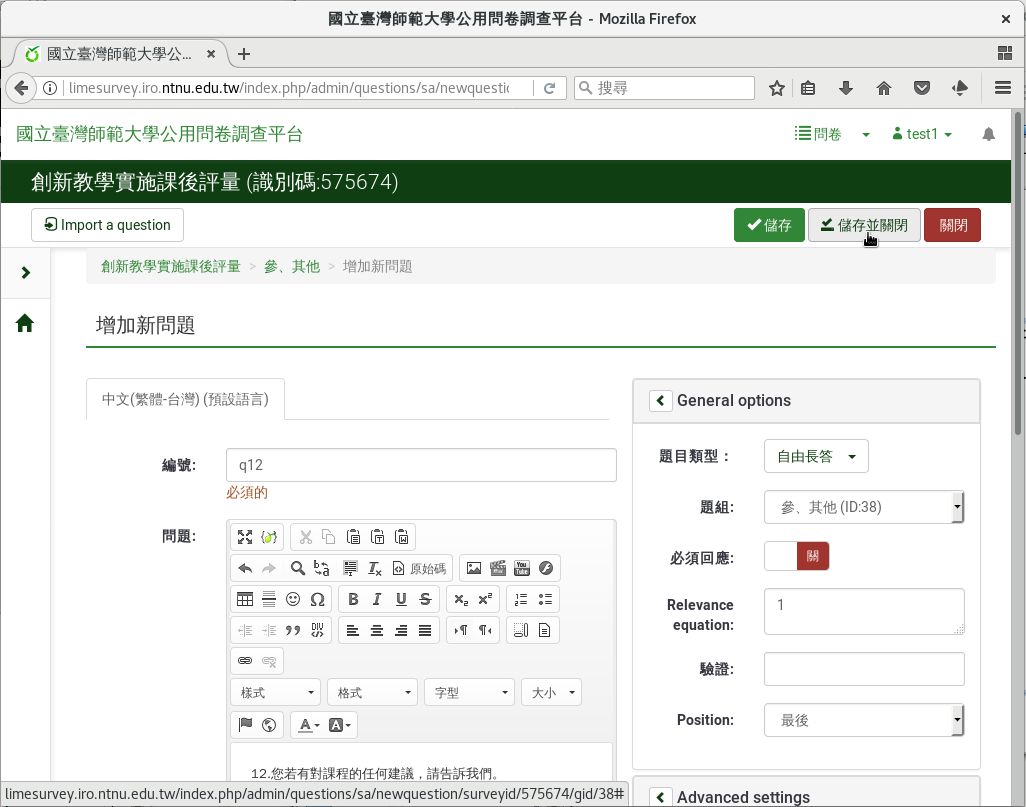 國立臺灣師範大學公用問卷調查平台 - Mozilla Firefox
國立臺灣師範大學公...
limesurvey.iro.ntnu.edu.tw/index.php/admin/questions/sa/newquestic
搜尋
國立臺灣師範大學公用問卷調查平台
問卷
test1
創新教學實施課後評量 (識別碼:575674)
Import a question
儲存
儲存並關閉
關閉
創新教學實施課後評量 > 參、其他 > 增加新問題
增加新問題
中文(繁體-台灣) (預設語言)
編號:
q12
必須的
問題:
原始碼
You Tube
DIV
樣式
格式
字型
大小
12.您若有對課程的任何建議，請告訴我們。
General options
題目類型：
自由長答
題組:
參、其他 (ID:38)
必須回應:
關
Relevance
equation:
1
驗證:
Position:
最後
Advanced settings
limesurvey.iro.ntnu.edu.tw/index.php/admin/questions/sa/newquestion/surveyid/575674/gid/38#